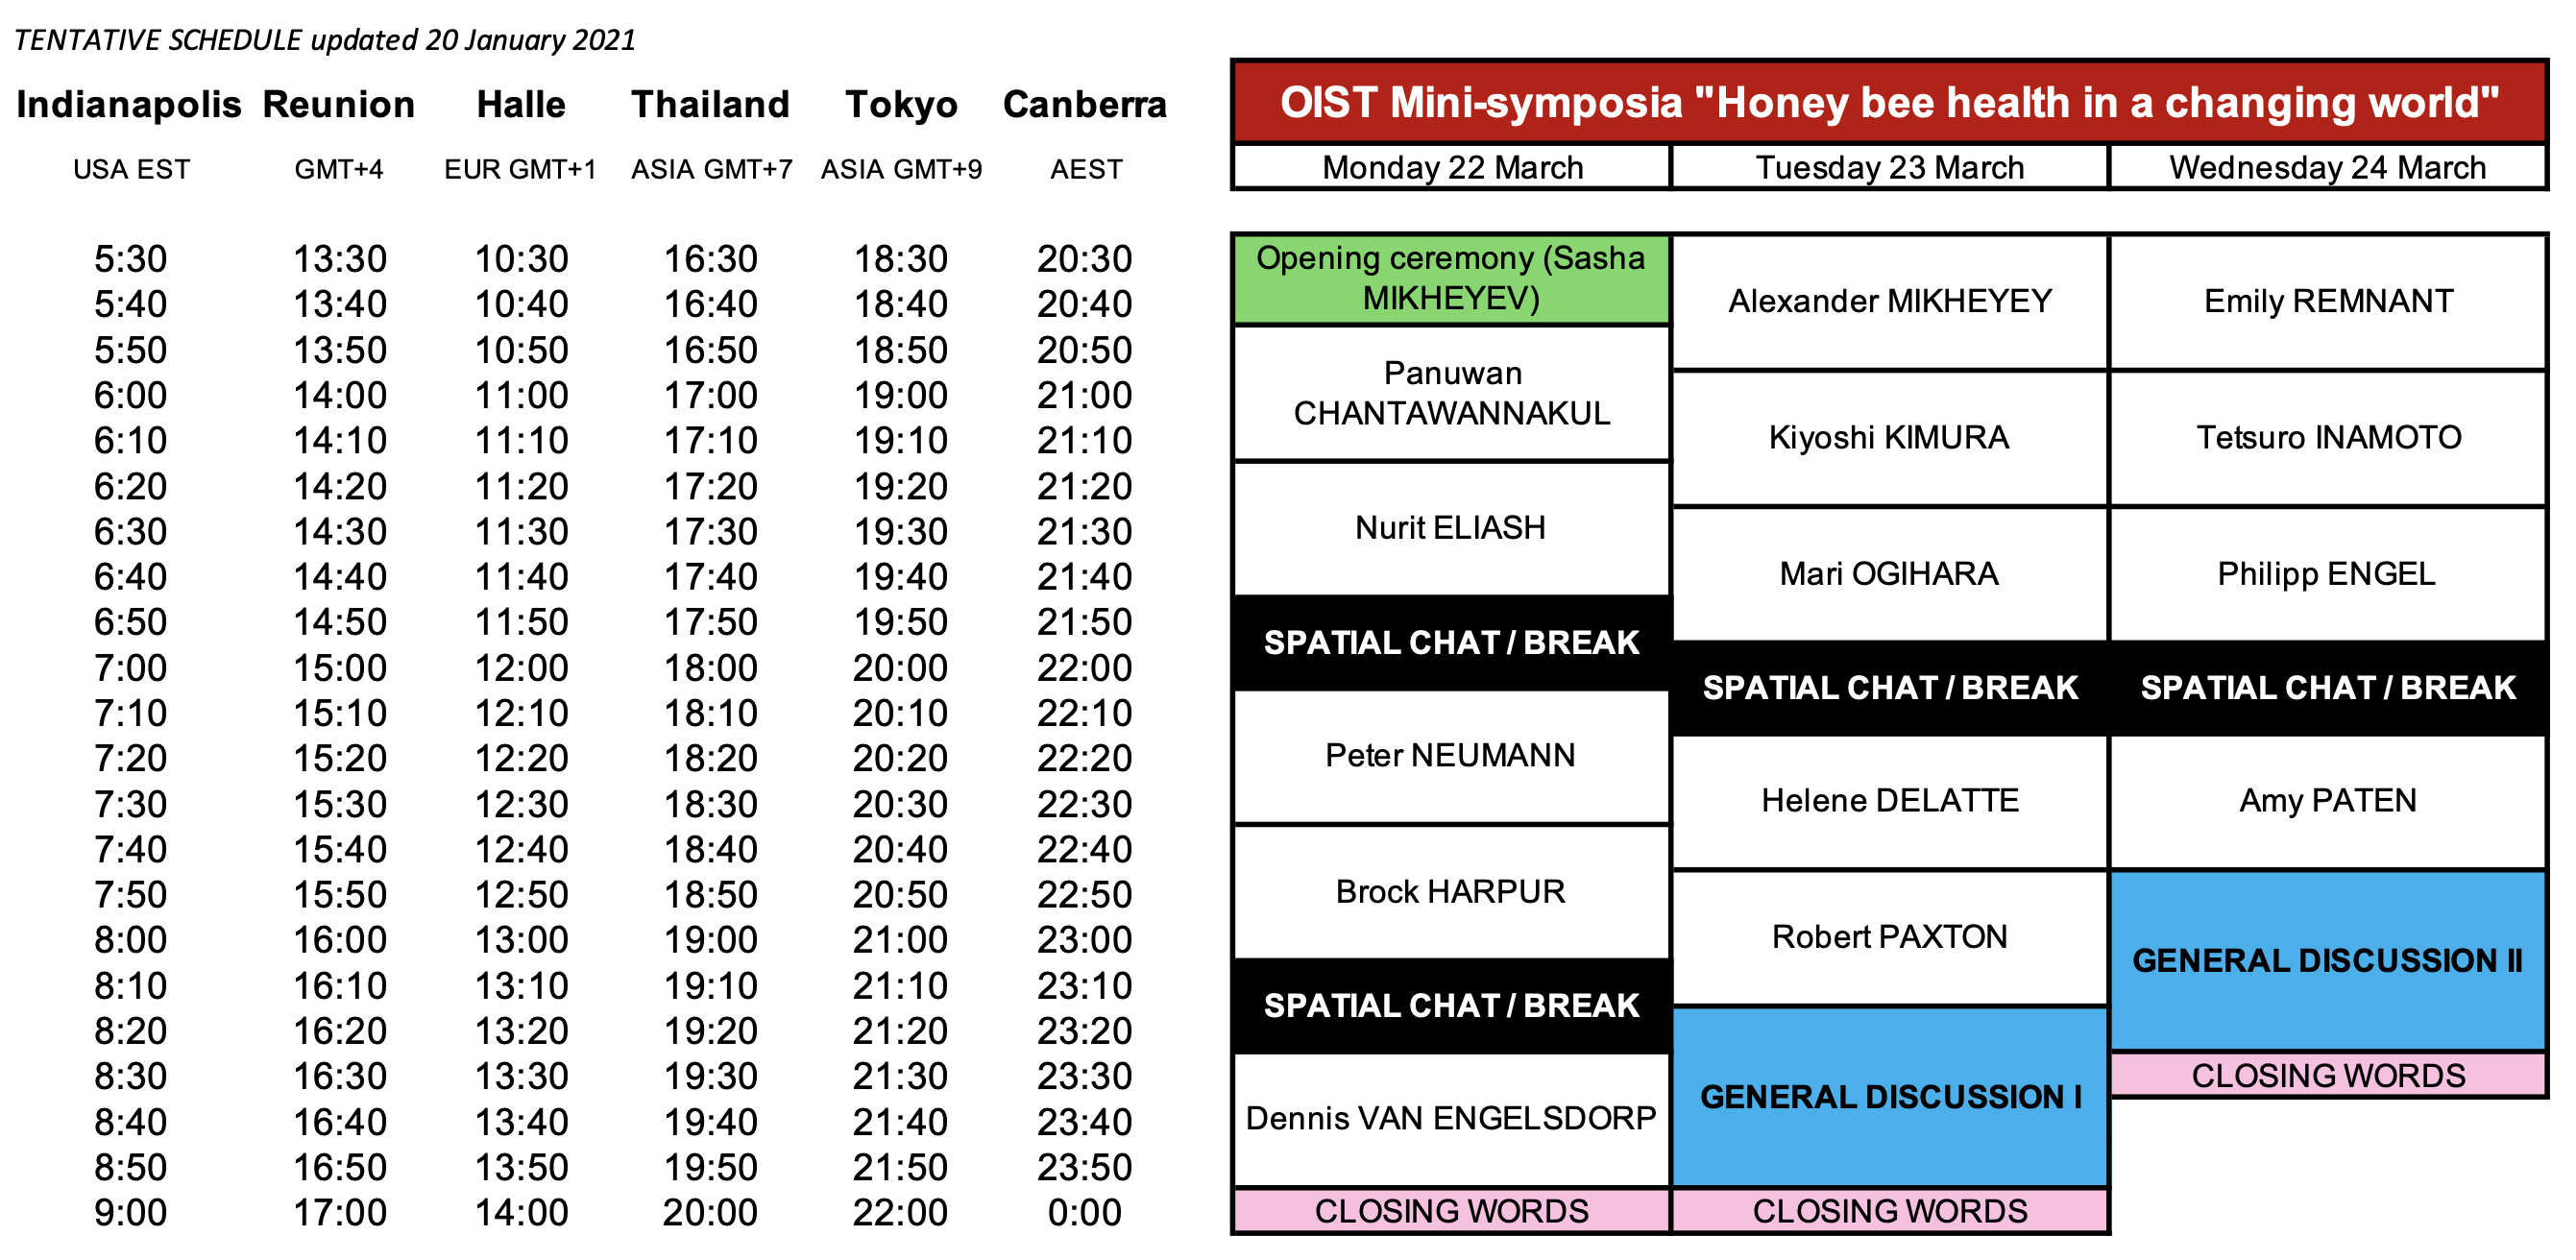 TENTATIVE SCHEDULE updated 20 January 2021
Indianapolis Reunion Halle Thailand Tokyo Canberra
OIST Mini-symposia "Honey bee health in a changing world"
USA EST GMT+4 EUR GMT+1 ASIA GMT+7 ASIA GMT+9 AEST
Monday 22 March Tuesday 23 March Wednesday 24 March
5:30 13:30 10:30 16:30 18:30 20:30
5:40 13:40 10:40 16:40 18:40 20:40
5:50 13:50 10:50 16:50 18:50 20:50
6:00 14:00 11:00 17:00 19:00 21:00
6:10 14:10 11:10 17:10 19:10 21:10
6:20 14:20 11:20 17:20 19:20 21:20
6:30 14:30 11:30 17:30 19:30 21:30
6:40 14:40 11:40 17:40 19:40 21:40
6:50 14:50 11:50 17:50 19:50 21:50
7:00 15:00 12:00 18:00 20:00 22:00
7:10 15:10 12:10 18:10 20:10 22:10
7:20 15:20 12:20 18:20 20:20 22:20
7:30 15:30 12:30 18:30 20:30 22:30
7:40 15:40 12:40 18:40 20:40 22:40
7:50 15:50 12:50 18:50 20:50 22:50
8:00 16:00 13:00 19:00 21:00 23:00
8:10 16:10 13:10 19:10 21:10 23:10
8:20 16:20 13:20 19:20 21:20 23:20
8:30 16:30 13:30 19:30 21:30 23:30
8:40 16:40 13:40 19:40 21:40 23:40
8:50 16:50 13:50 19:50 21:50 23:50
9:00 17:00 14:00 20:00 22:00 0:00
Opening ceremony (Sasha
MIKHEYEV)
Panuwan
CHANTAWANNAKUL
Nurit ELIASH
SPATIAL CHAT / BREAK
Peter NEUMANN
Brock HARPUR
SPATIAL CHAT / BREAK
Dennis VAN ENGELSDORP
CLOSING WORDS
Alexander MIKHEYEY
Kiyoshi KIMURA
Mari OGIHARA
SPATIAL CHAT / BREAK
Helene DELATTE
Robert PAXTON
GENERAL DISCUSSION I
CLOSING WORDS
Emily REMNANT
Tetsuro INAMOTO
Philipp ENGEL
SPATIAL CHAT / BREAK
Amy PATEN
GENERAL DISCUSSION II
CLOSING WORDS